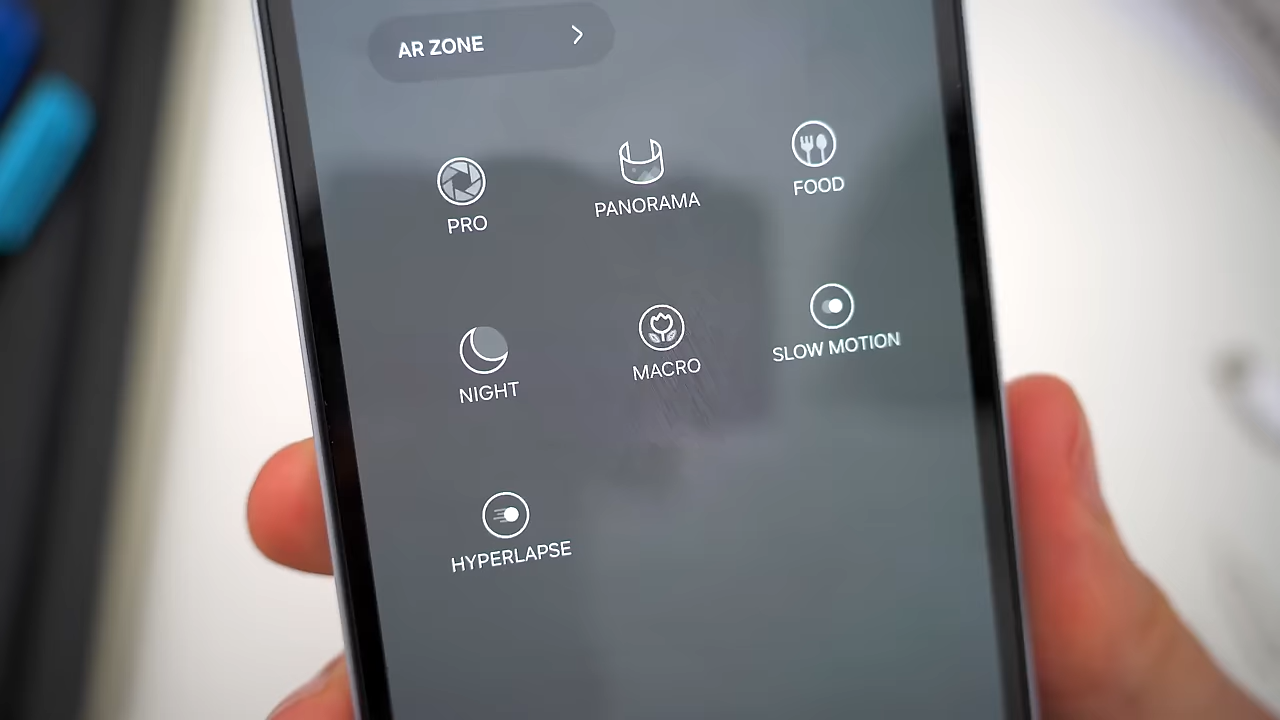 AR ZONE
PRO
PANORAMA
FOOD
NIGHT
MACRO
SLOW MOTION
HYPERLAPSE